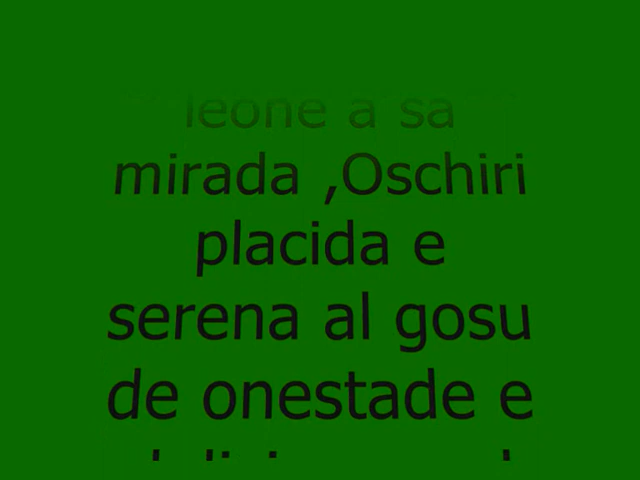 leone a sa
mirada ,Oschiri
placida e
serena al gosu
de onestade e